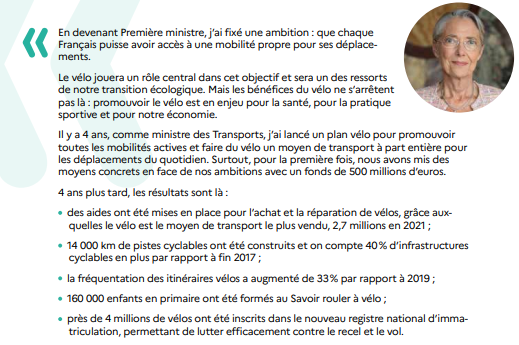 En devenant Première ministre, j'ai fixé une ambition : que chaque
Français puisse avoir accès à une mobilité propre pour ses déplace-
ments.
Le vélo jouera un rôle central dans cet objectif et sera un des ressorts
de notre transition écologique. Mais les bénéfices du vélo ne s'arrêtent
pas là : promouvoir le vélo est en enjeu pour la santé, pour la pratique
sportive et pour notre économie.
Il y a 4 ans, comme ministre des Transports, j'ai lancé un plan vélo pour promouvoir
toutes les mobilités actives et faire du vélo un moyen de transport à part entière pour
les déplacements du quotidien. Surtout, pour la première fois, nous avons mis des
moyens concrets en face de nos ambitions avec un fonds de 500 millions d'euros.
4 ans plus tard, les résultats sont là :
• des aides ont été mises en place pour l'achat et la réparation de vélos, grâce aux-
quelles le vélo est le moyen de transport le plus vendu, 2,7 millions en 2021 ;
• 14 000 km de pistes cyclables ont été construits et on compte 40 % d'infrastructures
cyclables en plus par rapport à fin 2017 ;
• la fréquentation des itinéraires vélos a augmenté de 33 % par rapport à 2019 ;
• 160 000 enfants en primaire ont été formés au Savoir rouler à vélo ;
• près de 4 millions de vélos ont été inscrits dans le nouveau registre national d'imma-
triculation, permettant de lutter efficacement contre le recel et le vol.